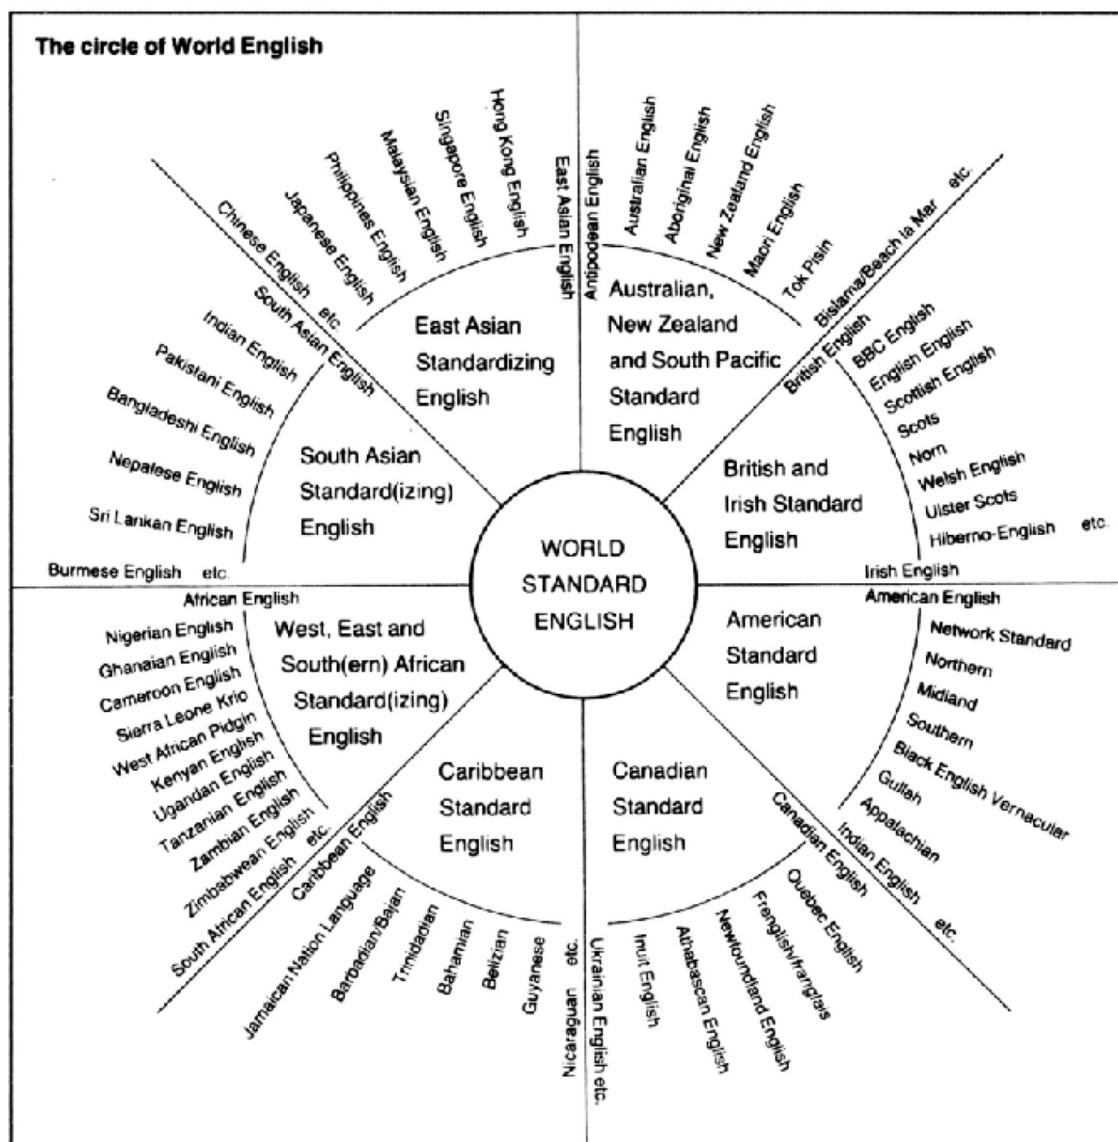 The circle of World English
WORLD
STANDARD
ENGLISH
East Asian
Standardizing
English
East Asian English
Hong Kong English
Singapore English
Malaysian English
Philippines English
Japanese English
Chinese English etc.
Australian,
New Zealand
and South Pacific
Standard
English
Antipodean English
Australian English
Aboriginal English
New Zealand English
Maori English
Tok Pisin
Bislama/Beach la Mar etc.
British and
Irish Standard
English
British English
BBC English
English English
Scottish English
Scots
Norn
Welsh English
Ulster Scots
Hiberno-English etc.
Irish English
American
Standard
English
American English
Network Standard
Northern
Midland
Southern
Black English Vernacular
Gullah
Appalachian
Indian English etc.
Canadian
Standard
English
Canadian English
Quebec English
Frenglish/franglais
Newfoundland English
Athabascan English
Inuit English
Ukrainian English etc.
Caribbean
Standard
English
Caribbean English
Jamaican Nation Language
Barbadian/Bajan
Trinidadian
Bahamian
Belizian
Guyanese
Nicaraguan etc.
West, East and
South(ern) African
Standard(izing)
English
African English
Nigerian English
Ghanaian English
Cameroon English
Sierra Leone Krio
West African Pidgin
Kenyan English
Ugandan English
Tanzanian English
Zambian English
Zimbabwean English
South African English etc.
South Asian
Standard(izing)
English
South Asian English
Indian English
Pakistani English
Bangladeshi English
Nepalese English
Sri Lankan English
Burmese English etc.